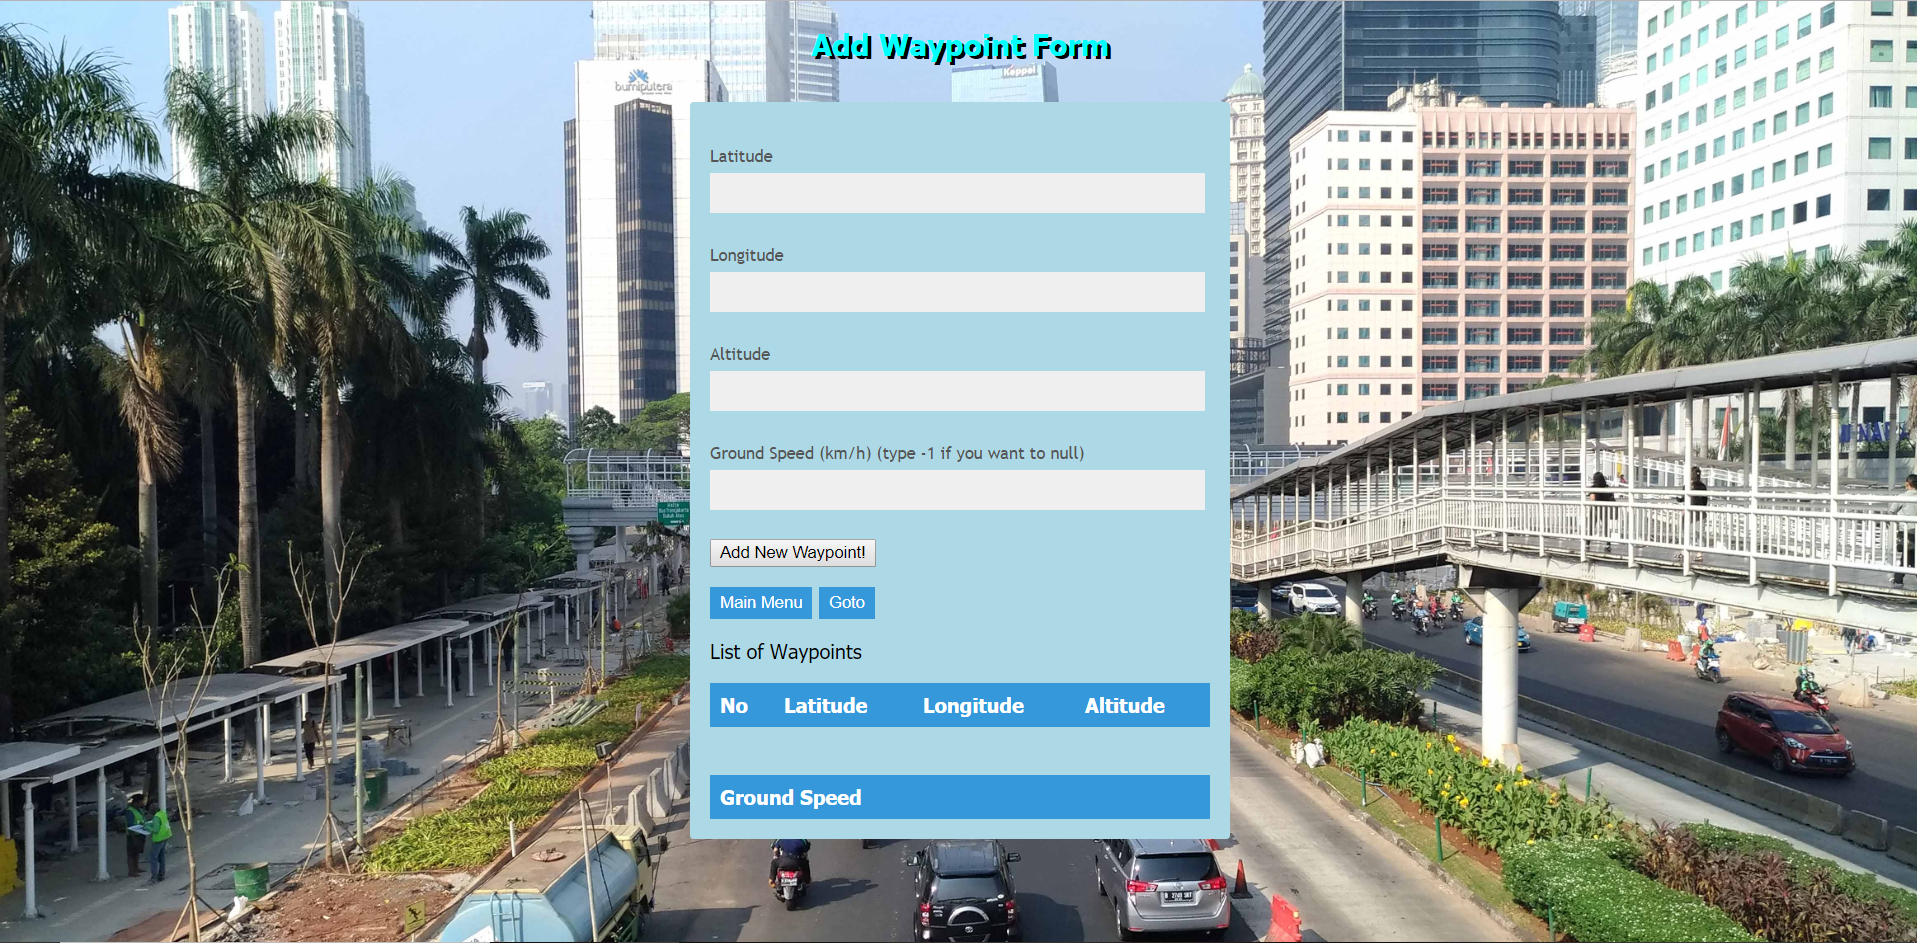 Add Waypoint Form
bumiputera
Keppel
Latitude
Longitude
Altitude
Ground Speed (km/h) (type -1 if you want to null)
Add New Waypoint!
Main Menu Goto
List of Waypoints
No Latitude Longitude Altitude
Ground Speed